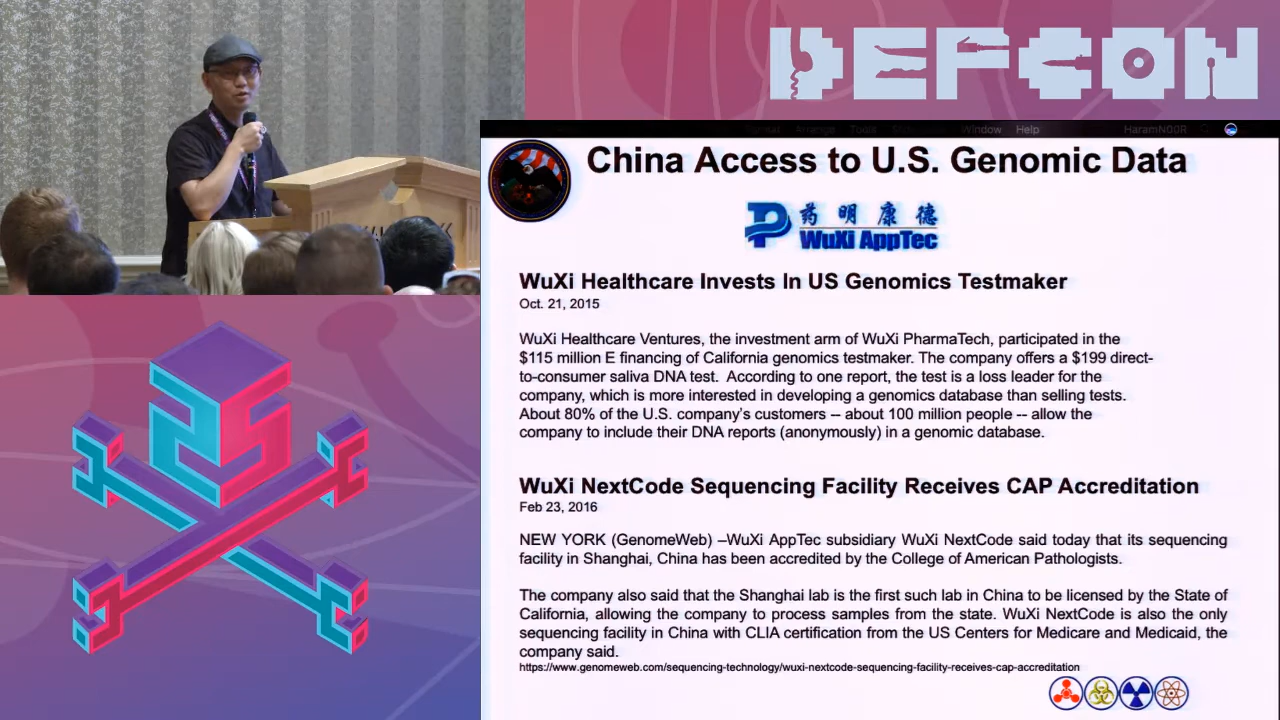 DEFCON
Window Help HaramN00R
China Access to U.S. Genomic Data
药明康德
WuXi AppTec
WuXi Healthcare Invests In US Genomics Testmaker
Oct. 21, 2015
WuXi Healthcare Ventures, the investment arm of WuXi PharmaTech, participated in the
$115 million E financing of California genomics testmaker. The company offers a $199 direct-
to-consumer saliva DNA test. According to one report, the test is a loss leader for the
company, which is more interested in developing a genomics database than selling tests.
About 80% of the U.S. company's customers -- about 100 million people -- allow the
company to include their DNA reports (anonymously) in a genomic database.
WuXi NextCode Sequencing Facility Receives CAP Accreditation
Feb 23, 2016
NEW YORK (GenomeWeb) –WuXi AppTec subsidiary WuXi NextCode said today that its sequencing
facility in Shanghai, China has been accredited by the College of American Pathologists.
The company also said that the Shanghai lab is the first such lab in China to be licensed by the State of
California, allowing the company to process samples from the state. WuXi NextCode is also the only
sequencing facility in China with CLIA certification from the US Centers for Medicare and Medicaid, the
company said.
https://www.genomeweb.com/sequencing-technology/wuxi-nextcode-sequencing-facility-receives-cap-accreditation